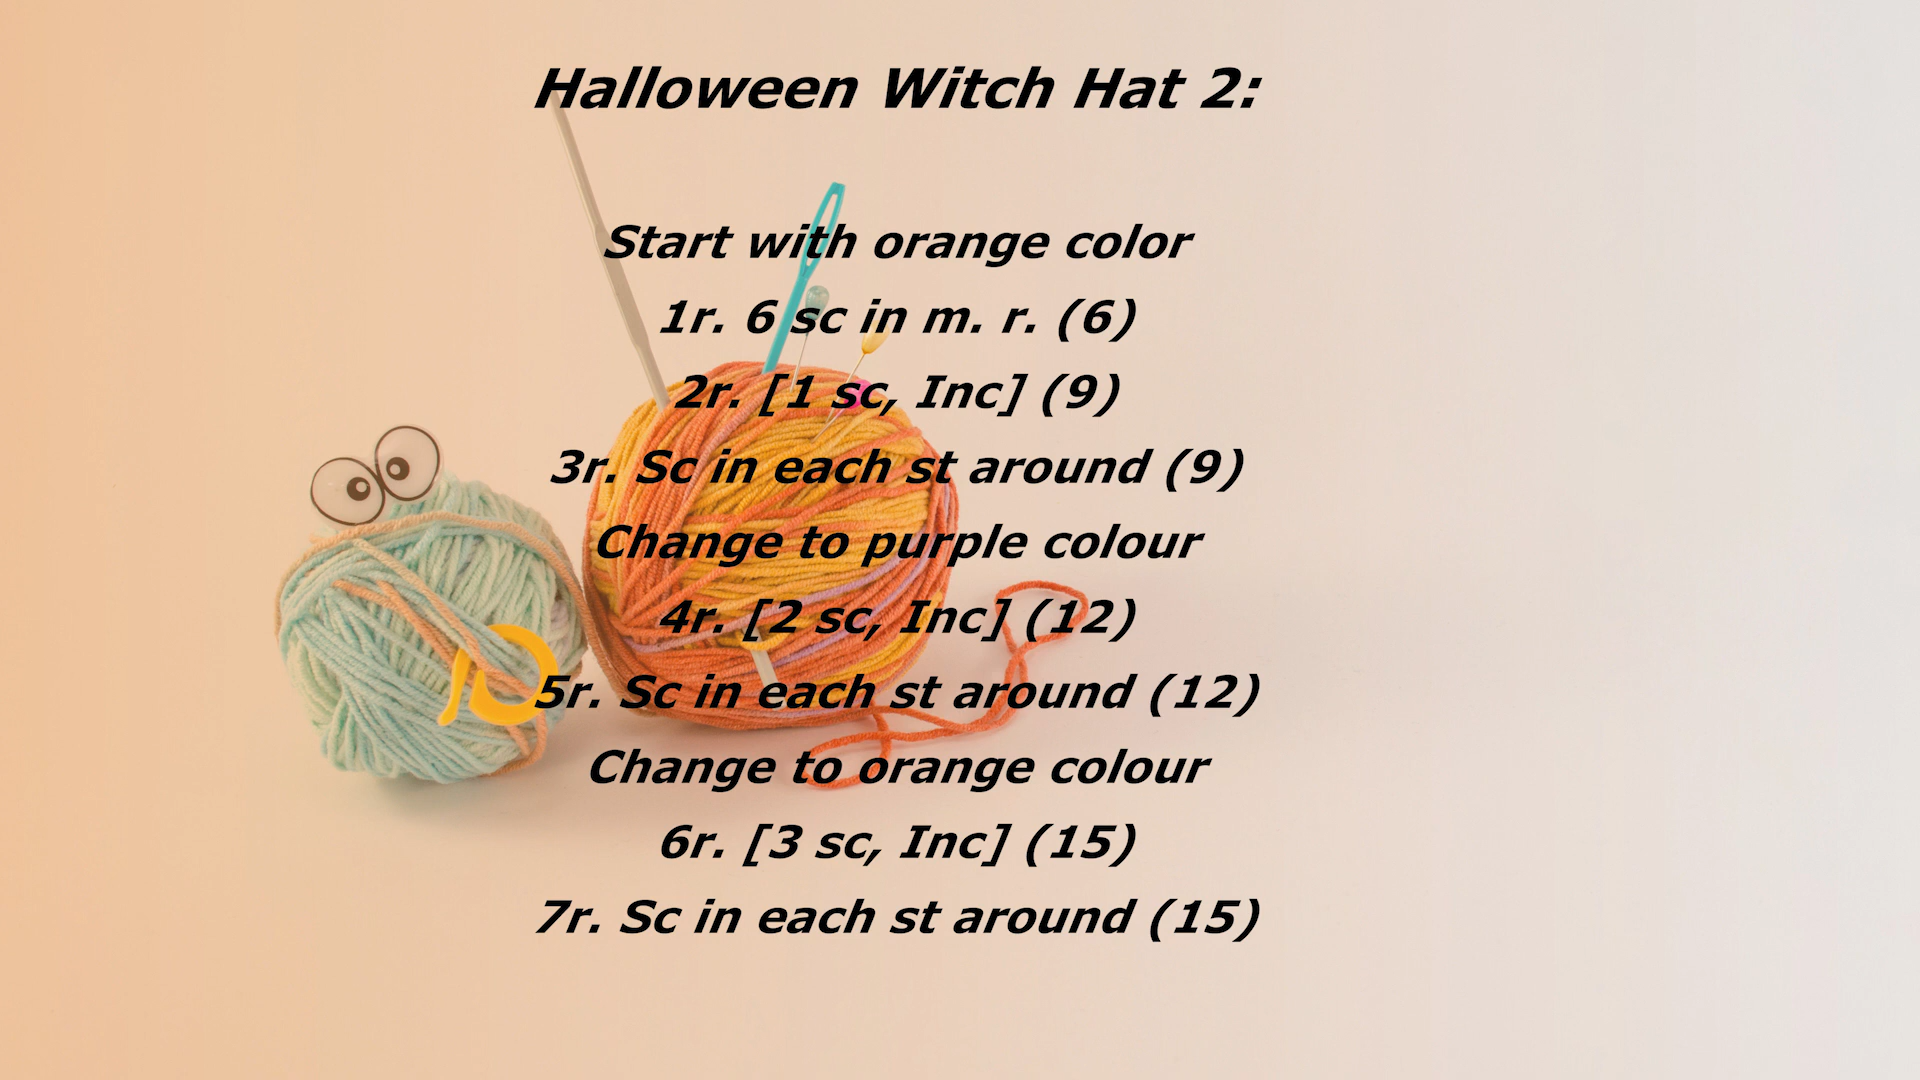 Halloween Witch Hat 2:
Start with orange color
1r. 6 sc in m. r. (6)
2r. [1 sc, Inc] (9)
3r. Sc in each st around (9)
Change to purple colour
4r. [2 sc, Inc] (12)
5r. Sc in each st around (12)
Change to orange colour
6r. [3 sc, Inc] (15)
7r. Sc in each st around (15)